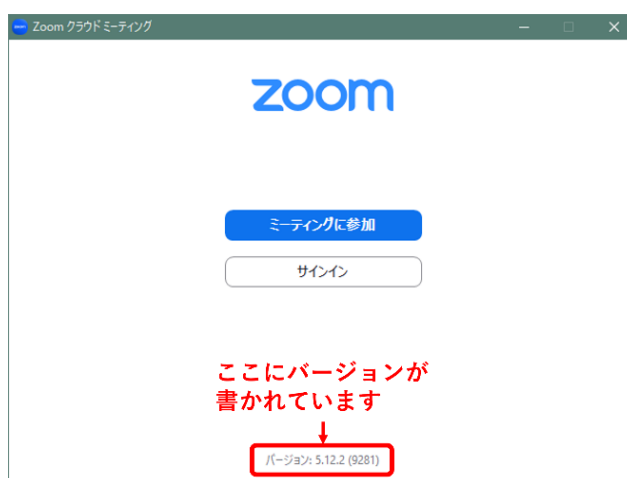 zoom Zoom クラウド ミーティング
zoom
ミーティングに参加
サインイン
ここにバージョンが
書かれています
バージョン: 5.12.2 (9281)